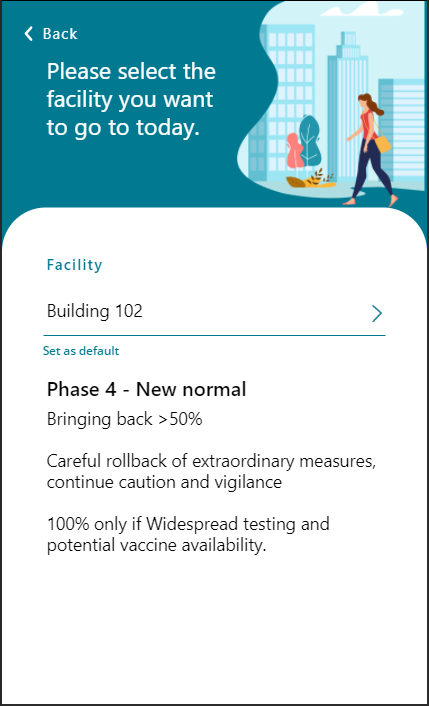 Back
Please select the
facility you want
to go to today.
Facility
Building 102
Set as default
Phase 4 - New normal
Bringing back >50%
Careful rollback of extraordinary measures,
continue caution and vigilance
100% only if Widespread testing and
potential vaccine availability.